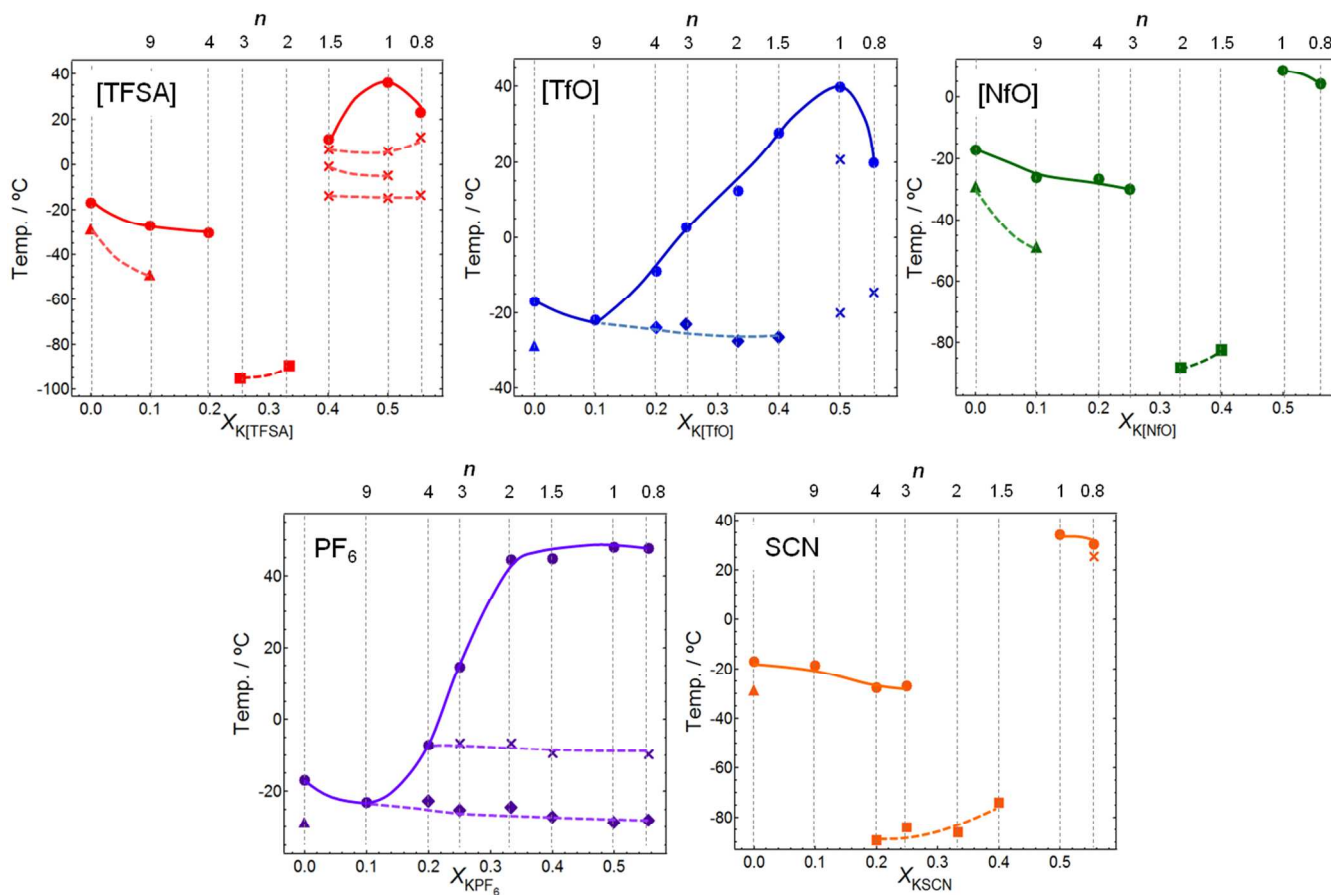 n
9 4 3 2 1.5 1 0.8
[TFSA]
Temp. / ºC
40
20
0
-20
-40
-60
-80
-100
0.0 0.1 0.2 0.3 0.4 0.5
XK[TFSA]
n
9 4 3 2 1.5 1 0.8
[TfO]
Temp. / ºC
40
20
0
-20
-40
0.0 0.1 0.2 0.3 0.4 0.5
XK[TfO]
n
9 4 3 2 1.5 1 0.8
[NfO]
Temp. / ºC
0
-20
-40
-60
-80
0.0 0.1 0.2 0.3 0.4 0.5
XK[NfO]
n
9 4 3 2 1.5 1 0.8
PF6
Temp. / ºC
40
20
0
-20
0.0 0.1 0.2 0.3 0.4 0.5
XKPF6
n
9 4 3 2 1.5 1 0.8
SCN
Temp. / ºC
40
20
0
-20
-40
-60
-80
0.0 0.1 0.2 0.3 0.4 0.5
XKSCN